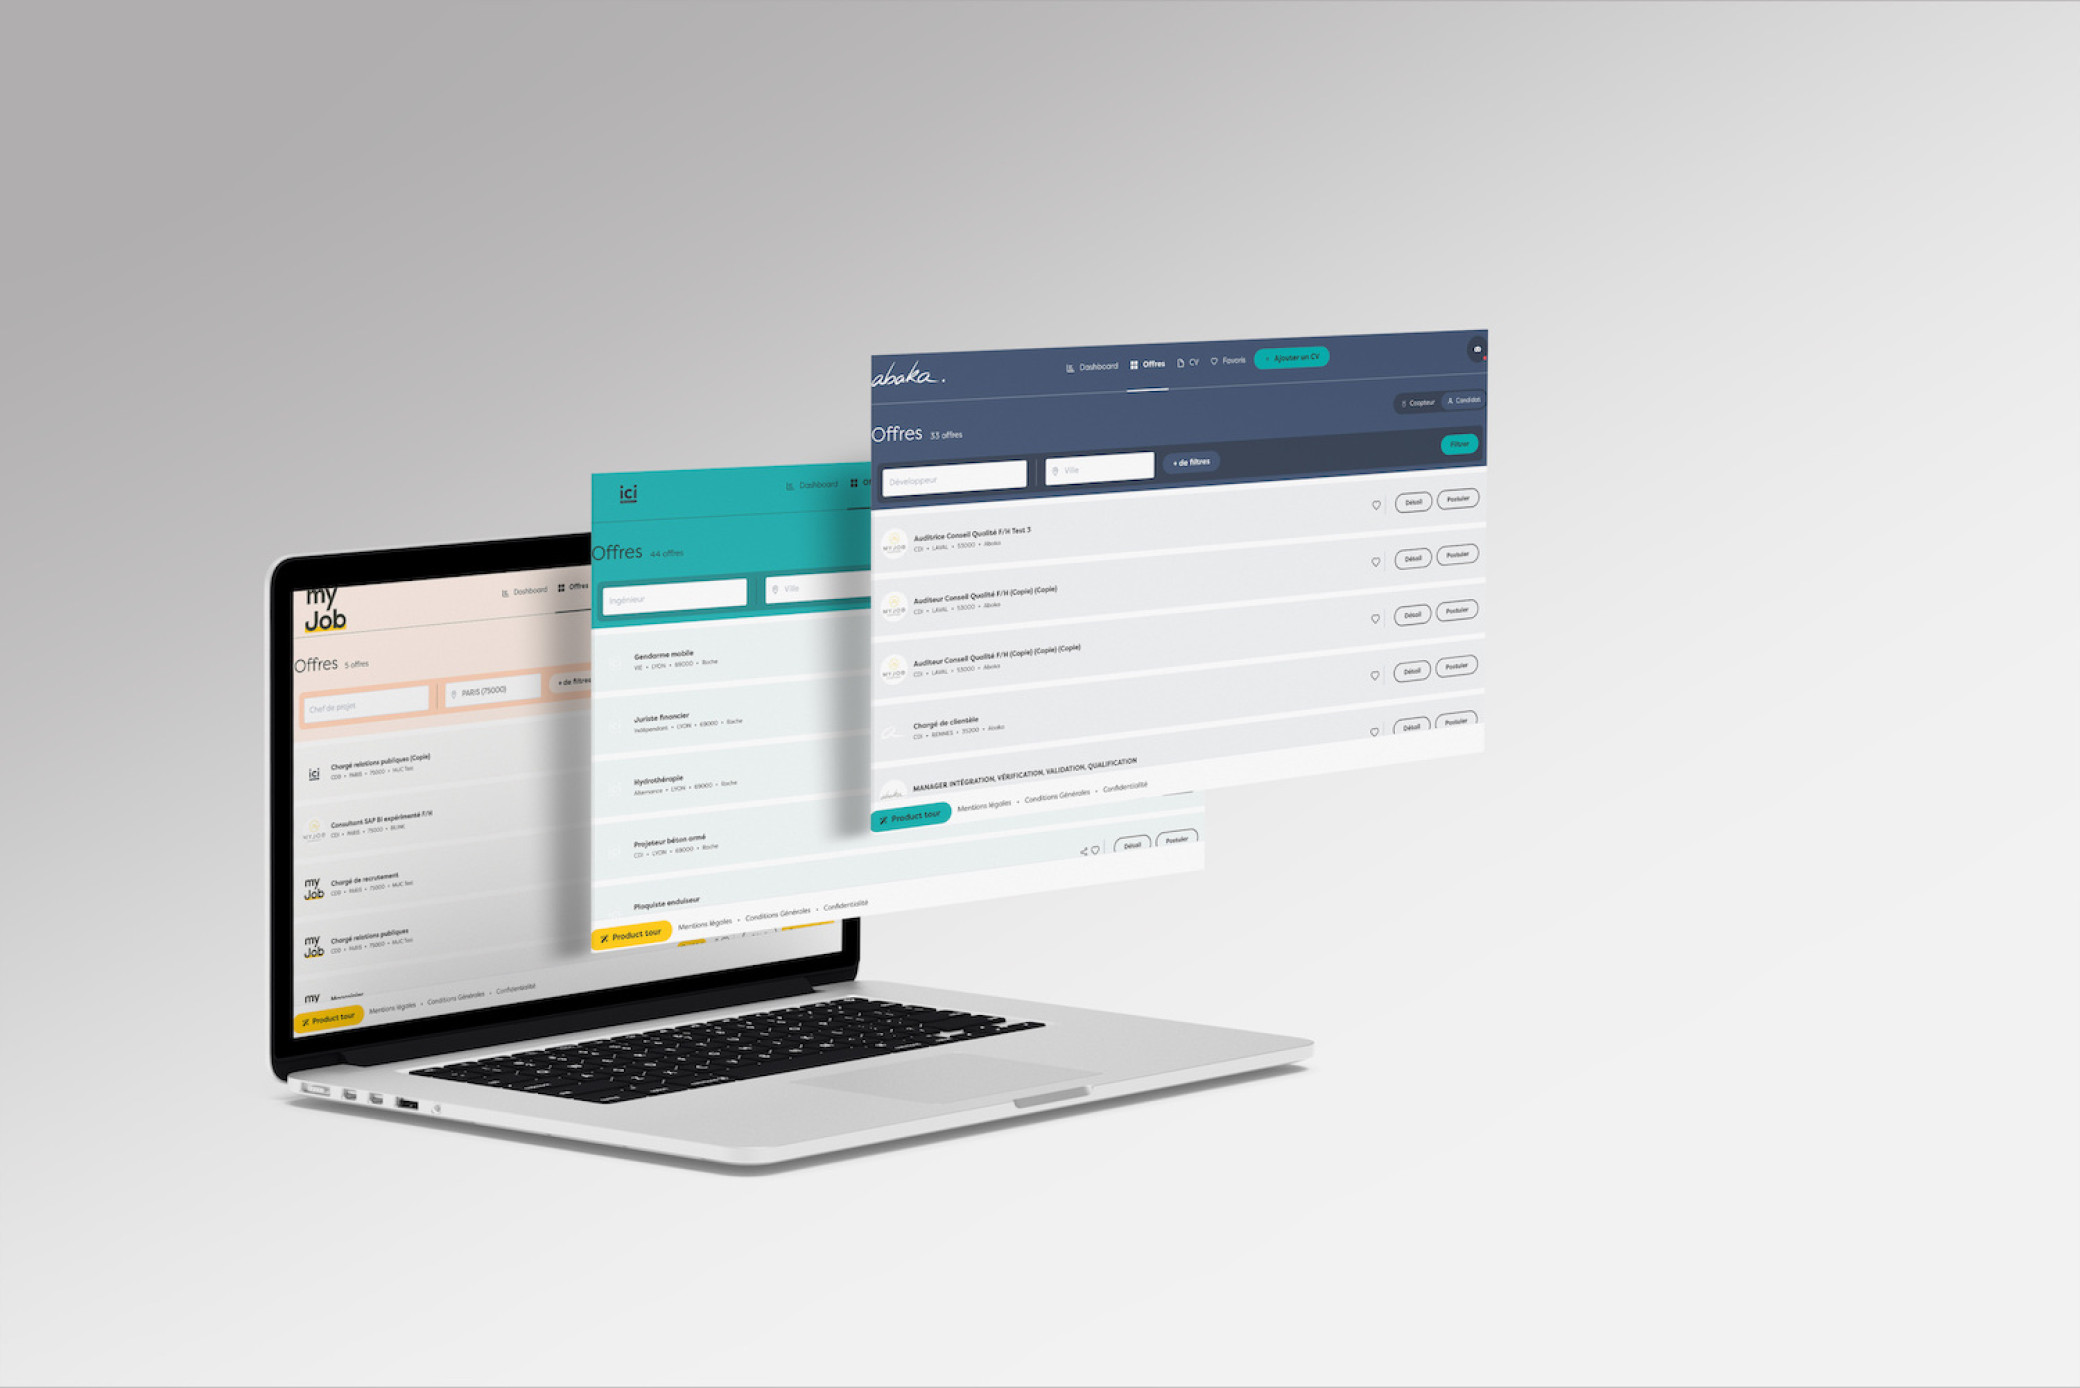 abaka.
Dashboard
Offres
CV
Favoris
Ajouter un CV
Coopteur
Candidat
Offres 33 offres
Développeur
Ville
+ de filtres
Filtrer
Auditrice Conseil Qualité F/H Test 3
CDI • LAVAL • 53000 • Abaka
Détail
Postuler
Auditeur Conseil Qualité F/H (Copie) (Copie)
CDI • LAVAL • 53000 • Abaka
Détail
Postuler
Auditeur Conseil Qualité F/H (Copie) (Copie) (Copie)
CDI • LAVAL • 53000 • Abaka
Détail
Postuler
Chargé de clientèle
CDI • RENNES • 35200 • Abaka
Détail
Postuler
MANAGER INTÉGRATION, VÉRIFICATION, VALIDATION, QUALIFICATION
Détail
Postuler
Product tour
Mentions légales • Conditions Générales • Confidentialité
ici
Dashboard
Offres 44 offres
Ingénieur
Ville
Gendarme mobile
VIE • LYON • 69000 • Roche
Juriste financier
Indépendant • LYON • 69000 • Roche
Hydrothérapie
Alternance • LYON • 69000 • Roche
Projeteur béton armé
CDI • LYON • 69000 • Roche
Plaquiste enduiseur
Détail
Postuler
Product tour
Mentions légales • Conditions Générales • Confidentialité
my
Job
Dashboard
Offres
Offres 5 offres
Chef de projet
PARIS (75000)
+ de filtres
ici
Chargé relations publiques (Copie)
CDD • PARIS • 75000 • MJC Test
MYJOB
Consultant SAP BI expérimenté F/H
CDI • PARIS • 75000 •
my
Job
Chargé de recrutement
CDD • PARIS • 75000 • MJC Test
my
Job
Chargé relations publiques
CDD • PARIS • 75000 • MJC Test
my
Product tour
Mentions légales • Conditions Générales • Confidentialité